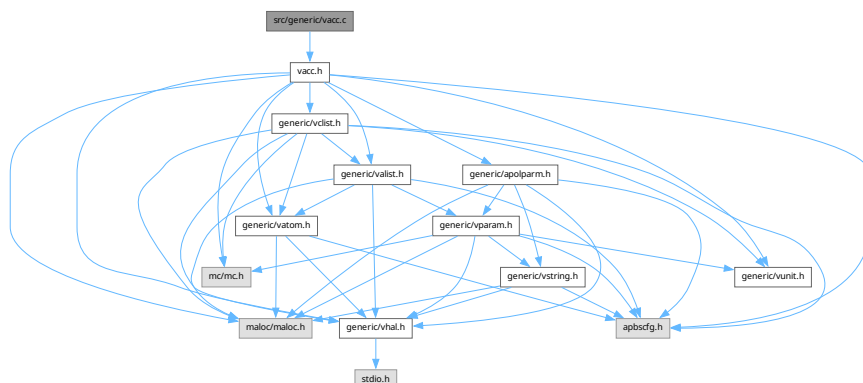 src/generic/vacc.c
vacc.h
generic/vclist.h
generic/valist.h
generic/apolparm.h
generic/vatom.h
generic/vparam.h
mc/mc.h
generic/vstring.h
generic/vunit.h
maloc/maloc.h
generic/vhal.h
apbscfg.h
stdio.h